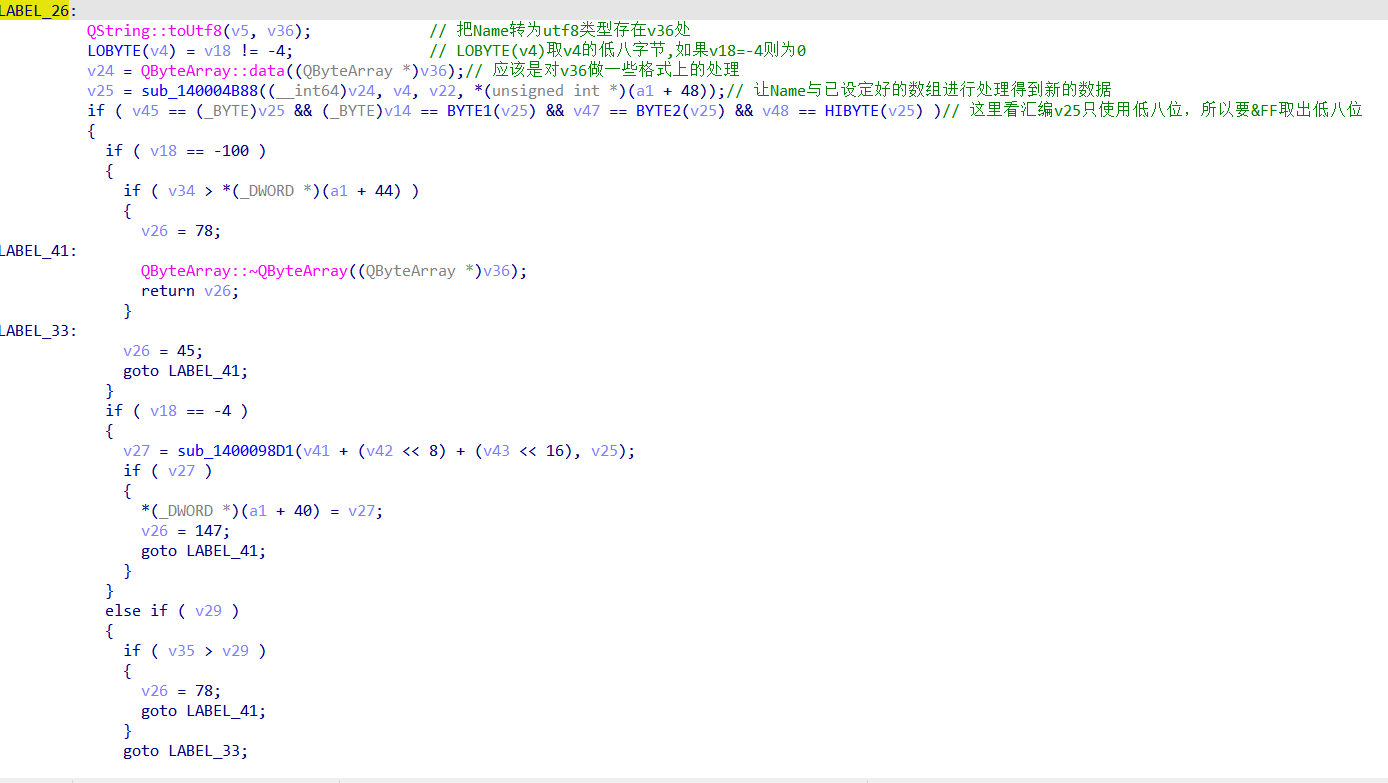 LABEL_26:
QString::toUtf8(v5, v36); // 把Name转为utf8类型存在v36处
LOBYTE(v4) = v18 != -4; // LOBYTE(v4)取v4的低八字节,如果v18=-4则为0
v24 = QByteArray::data((QByteArray *)v36);// 应该是对v36做一些格式上的处理
v25 = sub_140004B88((__int64)v24, v4, v22, *(unsigned int *)(a1 + 48));// 让Name与已设定好的数组进行处理得到新的数据
if ( v45 == (_BYTE)v25 && (_BYTE)v14 == BYTE1(v25) && v47 == BYTE2(v25) && v48 == HIBYTE(v25) )// 这里看汇编v25只使用低八位，所以要&FF取出低八位
{
if ( v18 == -100 )
{
if ( v34 > *(_DWORD *)(a1 + 44) )
{
v26 = 78;
LABEL_41:
QByteArray::~QByteArray((QByteArray *)v36);
return v26;
}
LABEL_33:
v26 = 45;
goto LABEL_41;
}
if ( v18 == -4 )
{
v27 = sub_1400098D1(v41 + (v42 << 8) + (v43 << 16), v25);
if ( v27 )
{
*(_DWORD *)(a1 + 40) = v27;
v26 = 147;
goto LABEL_41;
}
}
else if ( v29 )
{
if ( v35 > v29 )
{
v26 = 78;
goto LABEL_41;
}
goto LABEL_33;